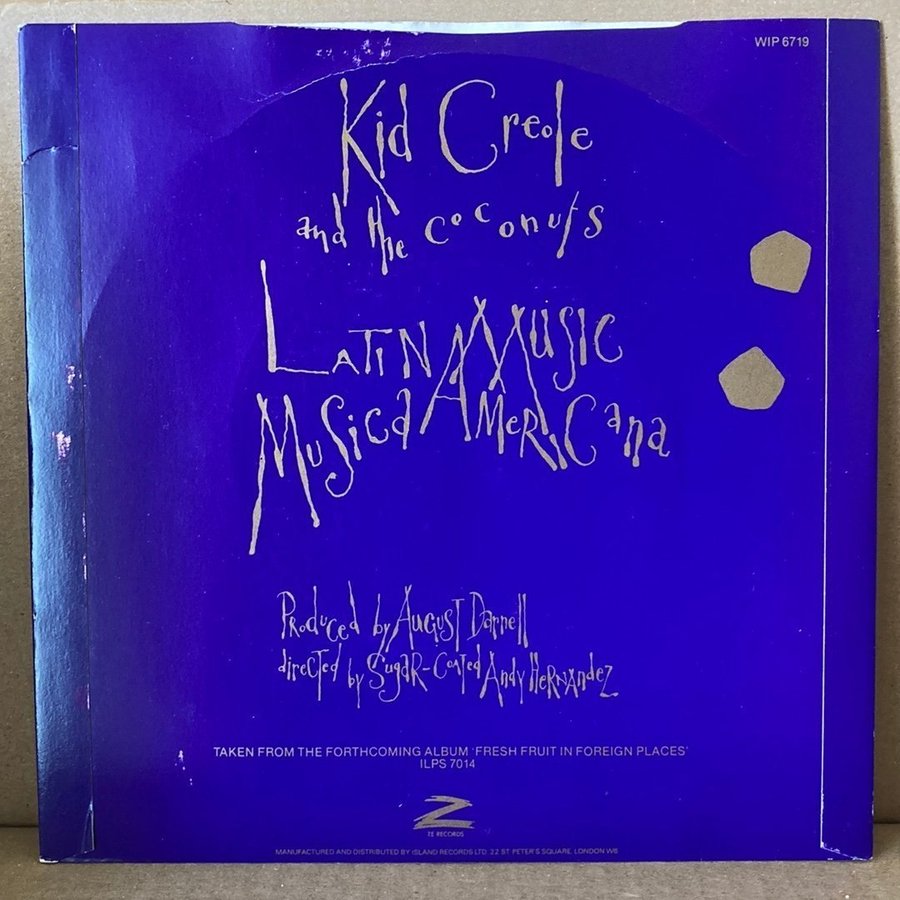 WIP 6719
Kid Creole
and the coconuts
LATIN MUSIC
MUSICA AMERICANA
Produced by AUGUST Darnell
directed by SUGAR-COATED ANDY HERNANDEZ
TAKEN FROM THE FORTHCOMING ALBUM 'FRESH FRUIT IN FOREIGN PLACES'
ILPS 7014
Z
ZE RECORDS
MANUFACTURED AND DISTRIBUTED BY ISLAND RECORDS LTD. 22 ST. PETER'S SQUARE, LONDON W6